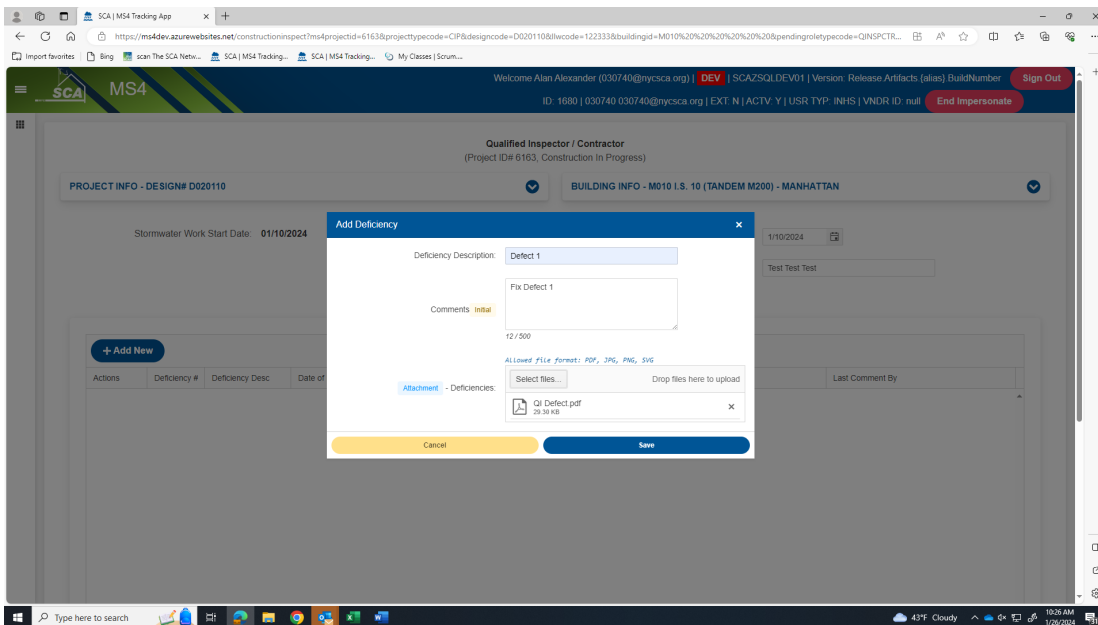 SCA | MS4 Tracking App
https://ms4dev.azurewebsites.net/constructioninspect?ms4projectid=6163&projecttypecode=CIP&designcode=D020110&llwcode=122333&buildingid=M010%20%20%20%20%20%20&pendingroletypecode=QINSPCTR...
Import favorites Bing scan The SCA Netw... SCA | MS4 Tracking... SCA | MS4 Tracking... My Classes | Scrum....
SCA MS4
Welcome Alan Alexander (030740@nycsca.org) | DEV | SCAZSQLDEV01 | Version: Release.Artifacts.{alias}.BuildNumber Sign Out
ID: 1680 | 030740 030740@nycsca.org | EXT: N | ACTV: Y | USR TYP: INHS | VNDR ID: null End Impersonate
Qualified Inspector / Contractor
(Project ID# 6163, Construction In Progress)
PROJECT INFO - DESIGN# D020110 BUILDING INFO - M010 I.S. 10 (TANDEM M200) - MANHATTAN
Add Deficiency
Stormwater Work Start Date: 01/10/2024 1/10/2024
Deficiency Description: Defect 1
Test Test Test
Comments Initial Fix Defect 1
12 / 500
+ Add New
Allowed file format: PDF, JPG, PNG, SVG
Actions Deficiency # Deficiency Desc Date of Last Comment By
Attachment - Deficiencies: Select files... Drop files here to upload
QI Defect.pdf
29.30 KB
Cancel Save
Type here to search 43°F Cloudy 10:26 AM
1/26/2024